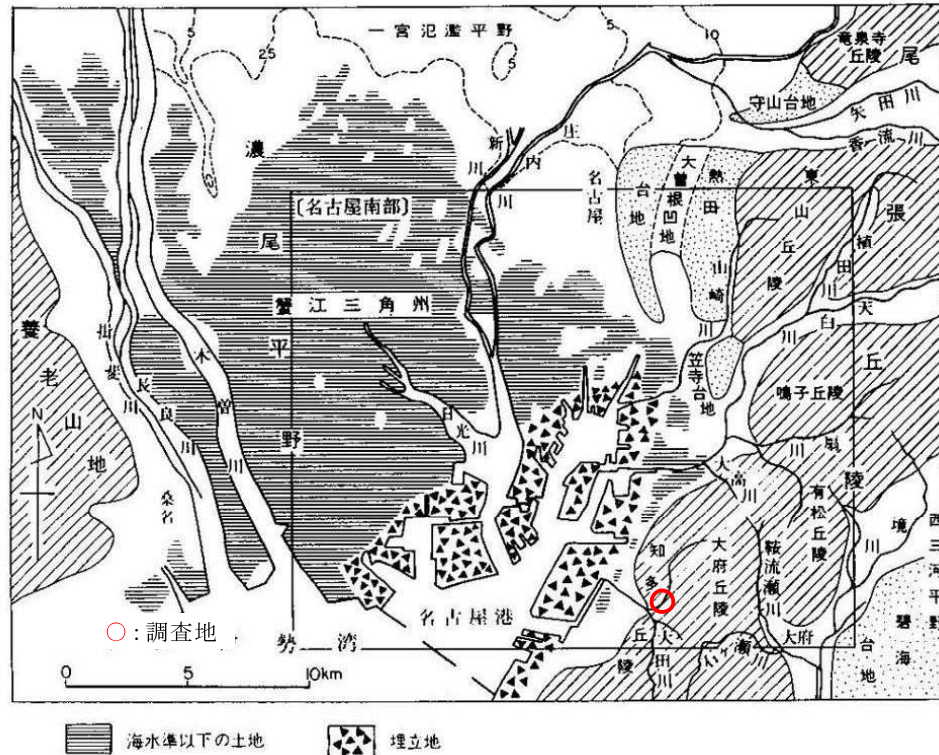 一宮氾濫平野
5
25
5
10
竜泉寺
丘陵
尾
守山台地
矢田川
香流川
濃
新川
庄内川
名古屋
台地
大曽根凹地
熱田
東
山
丘
陵
張
植田川
〔名古屋南部〕
尾
山崎川
天白川
丘
蟹江三角州
養
老
山
地
揖斐川
長良川
木曽川
平
野
日光川
笠寺台地
鳴子丘陵
扇川
陵
N
桑名
大高川
有松丘陵
境川
西三河平野
知
多
丘
陵
大府丘陵
鞍流瀬川
碧海
台地
名古屋港
○:調査地
勢湾
大田川
大府
0 5 10km
海水準以下の土地
埋立地